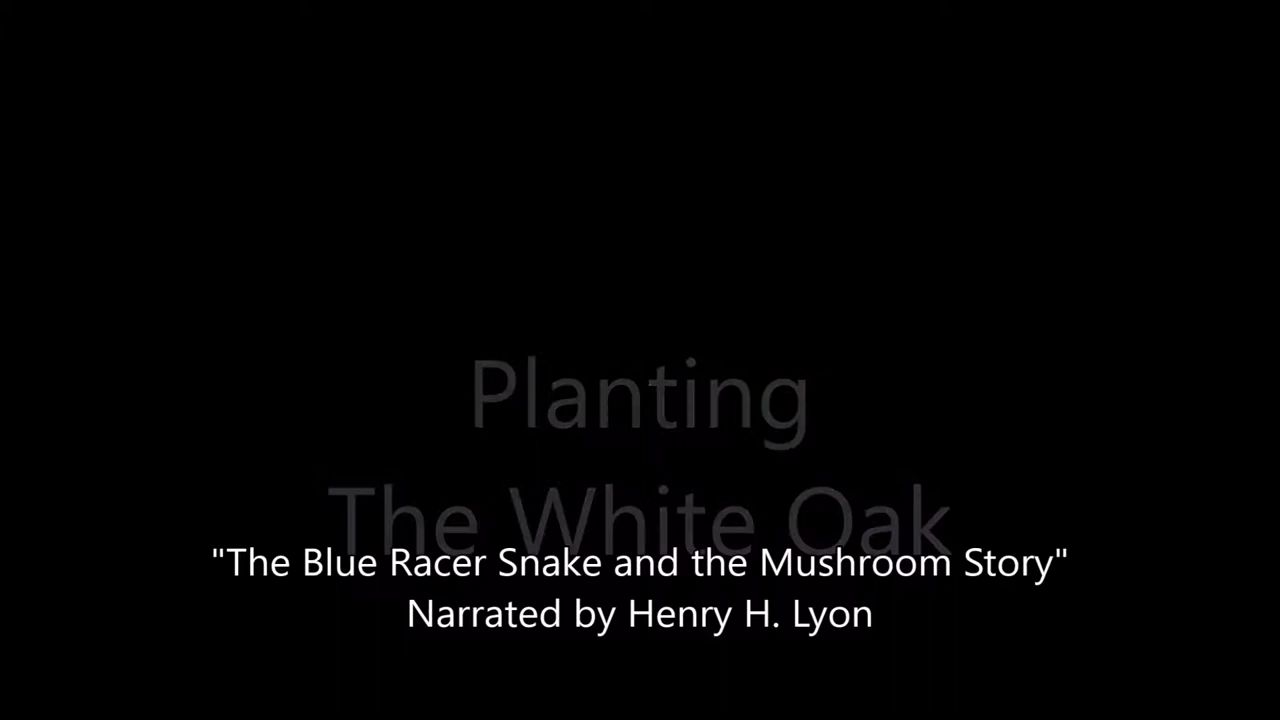 Planting
The White Oak
"The Blue Racer Snake and the Mushroom Story"
Narrated by Henry H. Lyon